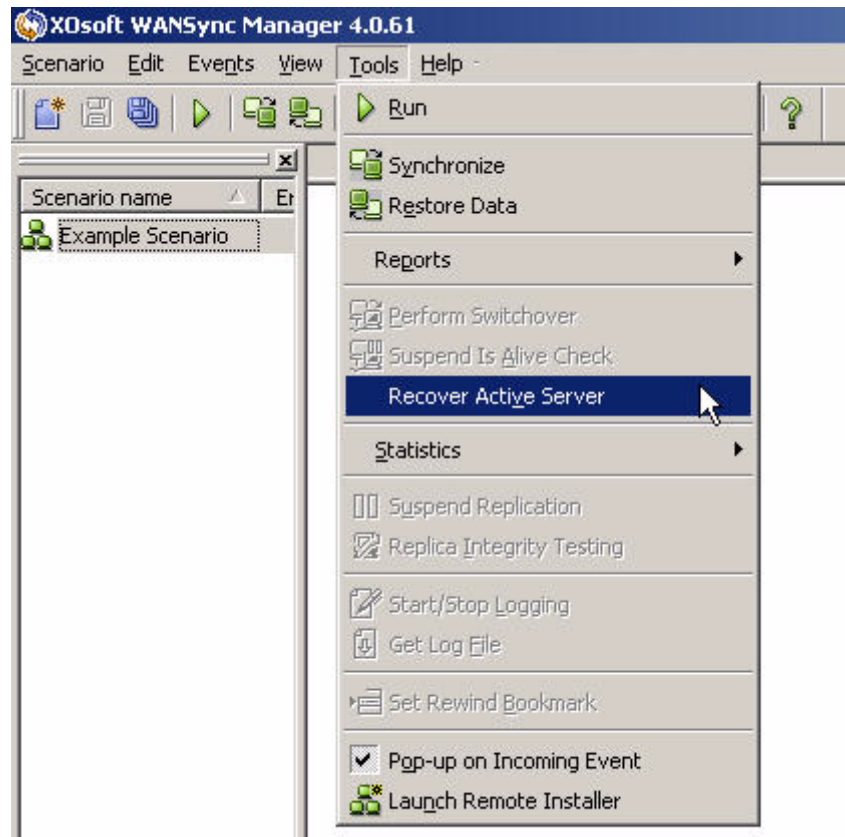 XOsoft WANSync Manager 4.0.61
Scenario Edit Events View Tools Help
Run
Synchronize
Restore Data
Reports
Perform Switchover
Suspend Is Alive Check
Recover Active Server
Statistics
Suspend Replication
Replica Integrity Testing
Start/Stop Logging
Get Log File
Set Rewind Bookmark
Pop-up on Incoming Event
Launch Remote Installer
Scenario name
Example Scenario